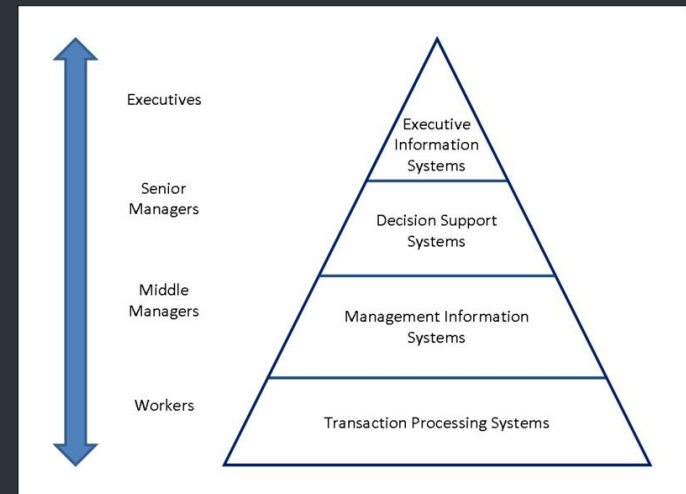 Executives
Executive
Information
Systems
Senior
Managers
Decision Support
Systems
Middle
Managers
Management Information
Systems
Workers
Transaction Processing Systems